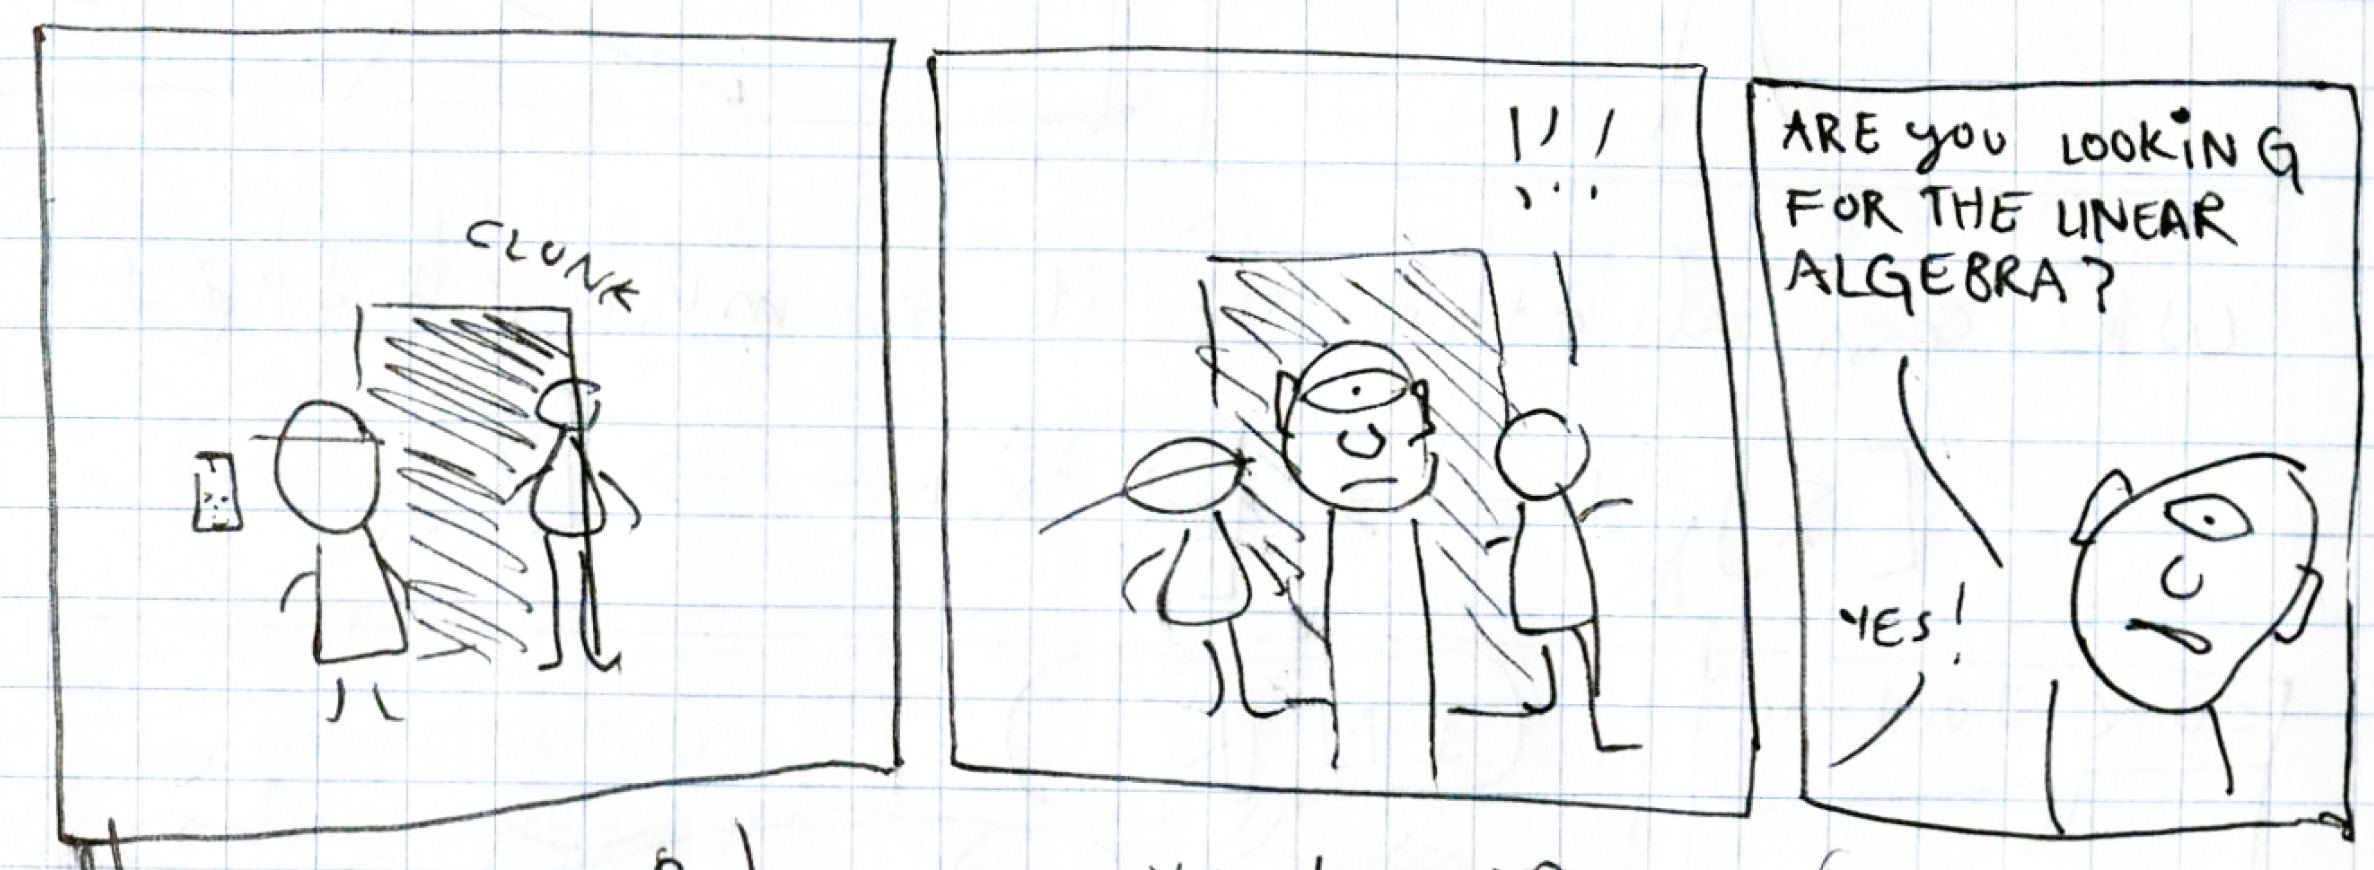 CLUNK
!!!
ARE YOU LOOKING
FOR THE LINEAR
ALGEBRA?
YES!